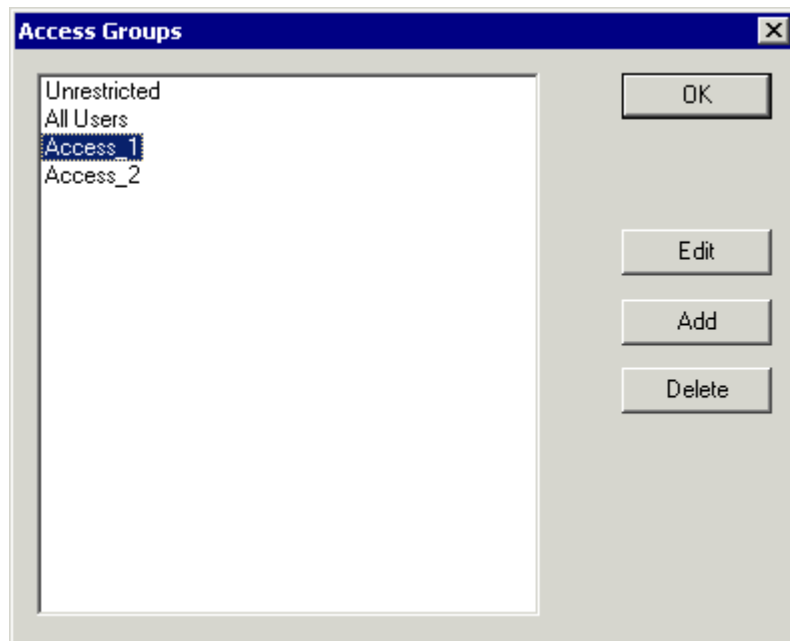 Access Groups
Unrestricted
All Users
Access_1
Access_2
OK
Edit
Add
Delete